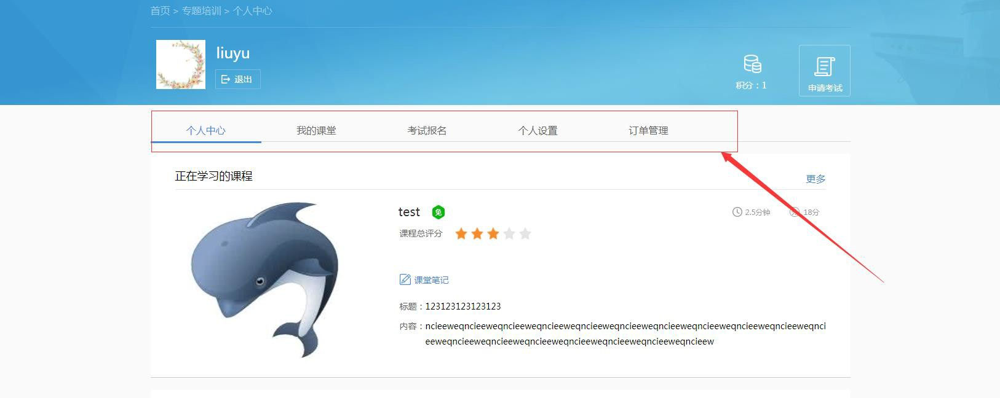 首页 > 专题培训 > 个人中心
liuyu
退出
积分：1
申请考试
个人中心 我的课堂 考试报名 个人设置 订单管理
正在学习的课程
更多
test 免
2.5分钟 18分
课程总评分
课堂笔记
标题：123123123123123
内容：ncieeweqncieeweqncieeweqncieeweqncieeweqncieeweqncieeweqncieeweqncieeweqncieeweqnci
eeweqncieeweqncieeweqncieeweqncieeweqncieeweqncieeweqncieew